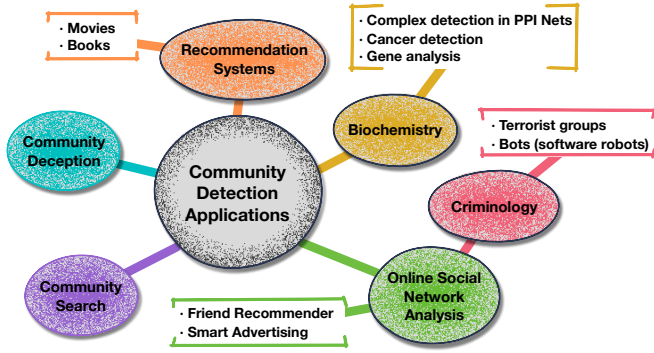 · Movies
· Books
Recommendation
Systems
· Complex detection in PPI Nets
· Cancer detection
· Gene analysis
Biochemistry
· Terrorist groups
· Bots (software robots)
Community
Deception
Community
Detection
Applications
Criminology
Community
Search
Online Social
Network
Analysis
· Friend Recommender
· Smart Advertising